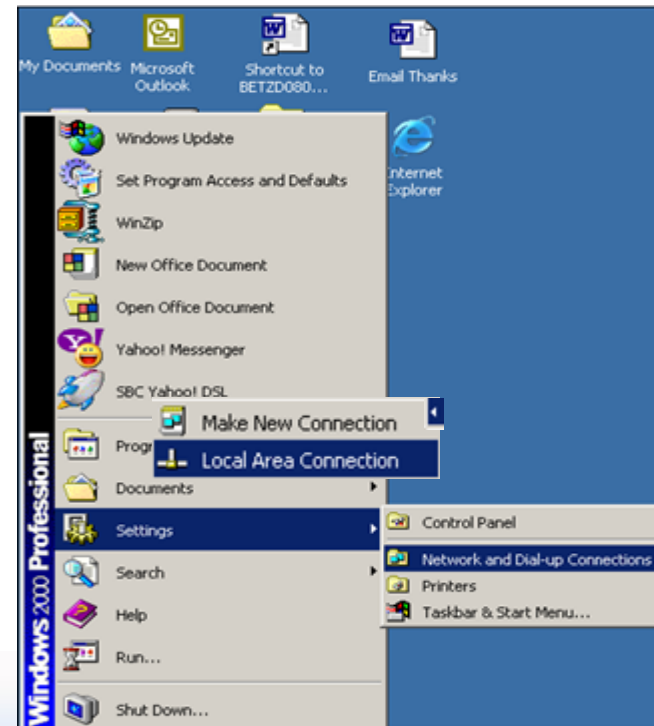 My Documents
Microsoft
Outlook
Shortcut to
BETZD080...
Email Thanks
Internet
Explorer
Windows Update
Set Program Access and Defaults
WinZip
New Office Document
Open Office Document
Yahoo! Messenger
SBC Yahoo! DSL
Make New Connection
Local Area Connection
Progr
Documents
Settings
Search
Help
Run...
Shut Down...
Control Panel
Network and Dial-up Connections
Printers
Taskbar & Start Menu...
Windows 2000 Professional